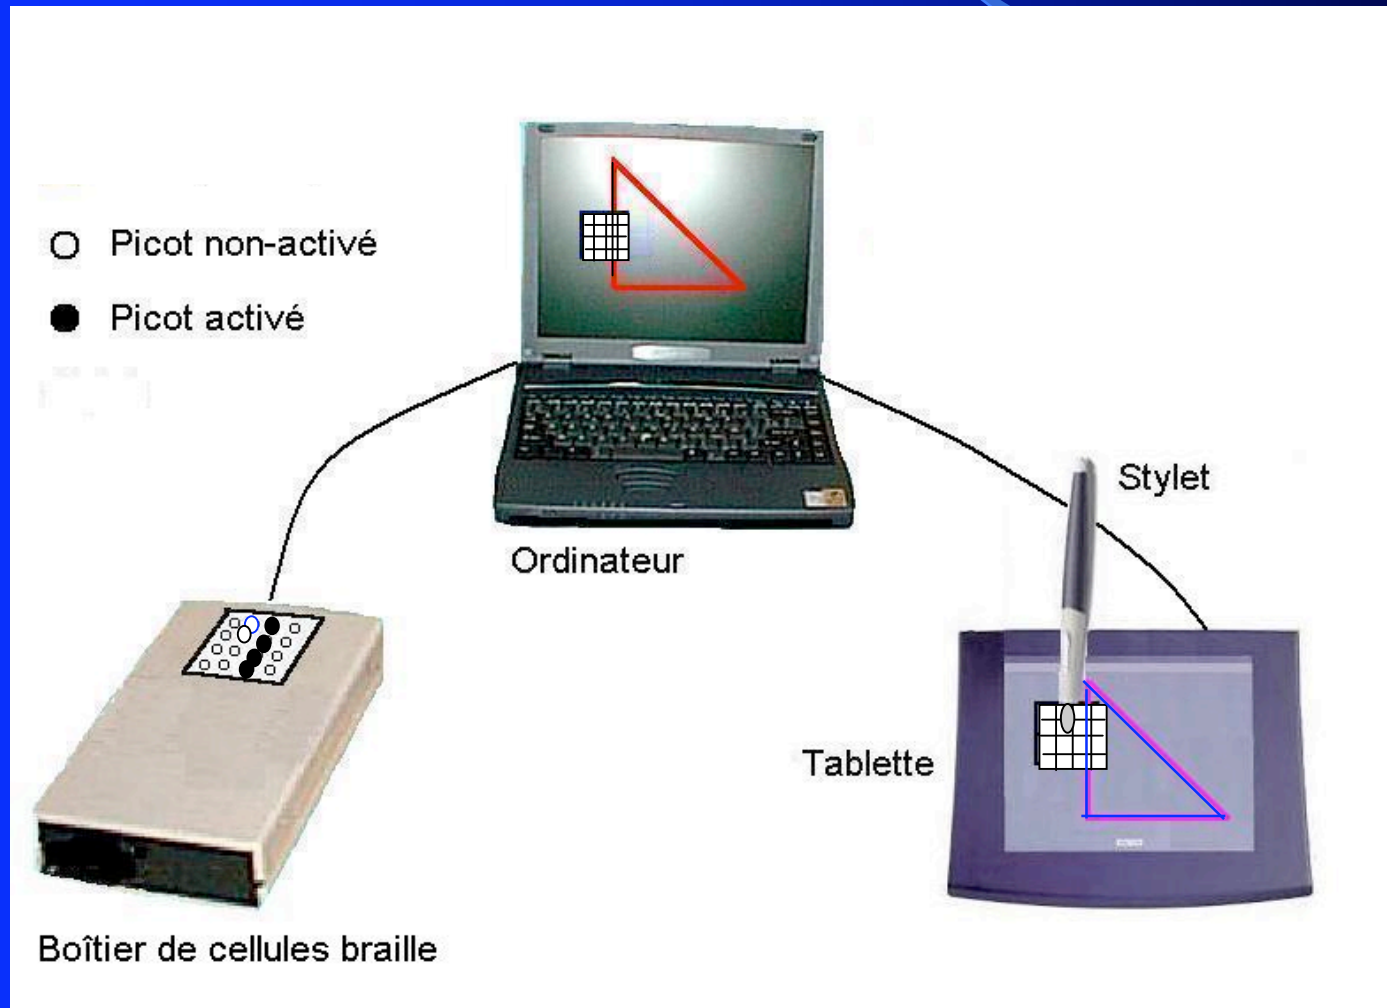 Picot non-activé
Picot activé
Stylet
Ordinateur
Tablette
Boîtier de cellules braille